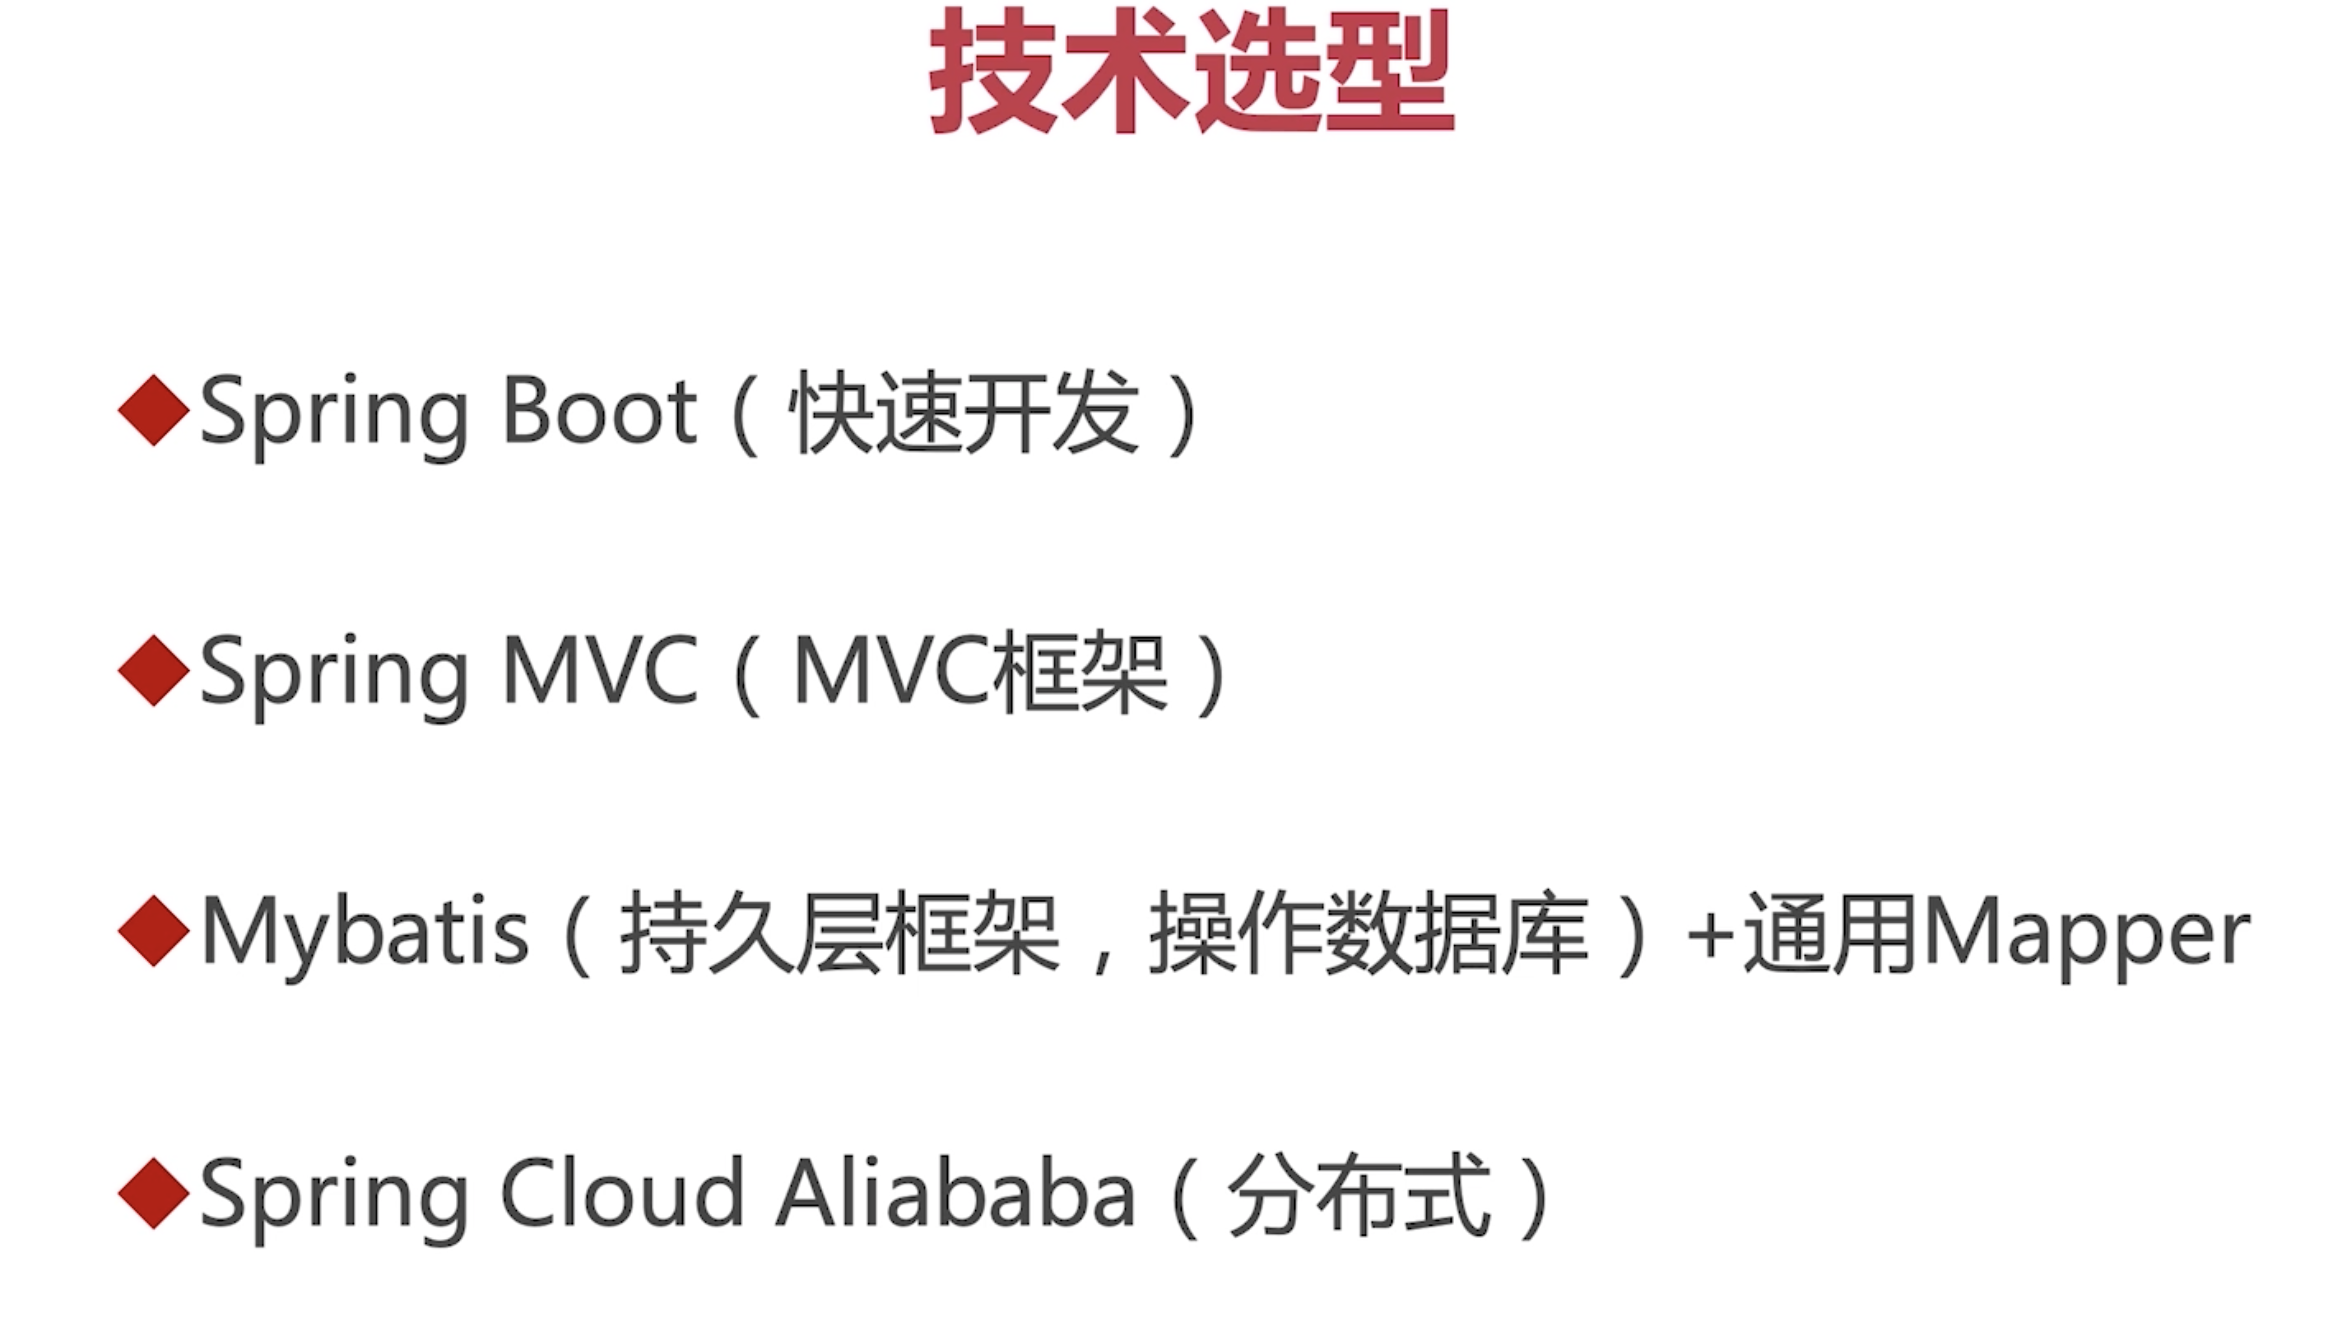 技术选型
◆Spring Boot（快速开发）
◆Spring MVC（MVC框架）
◆Mybatis（持久层框架，操作数据库）+通用Mapper
◆Spring Cloud Aliababa（分布式）